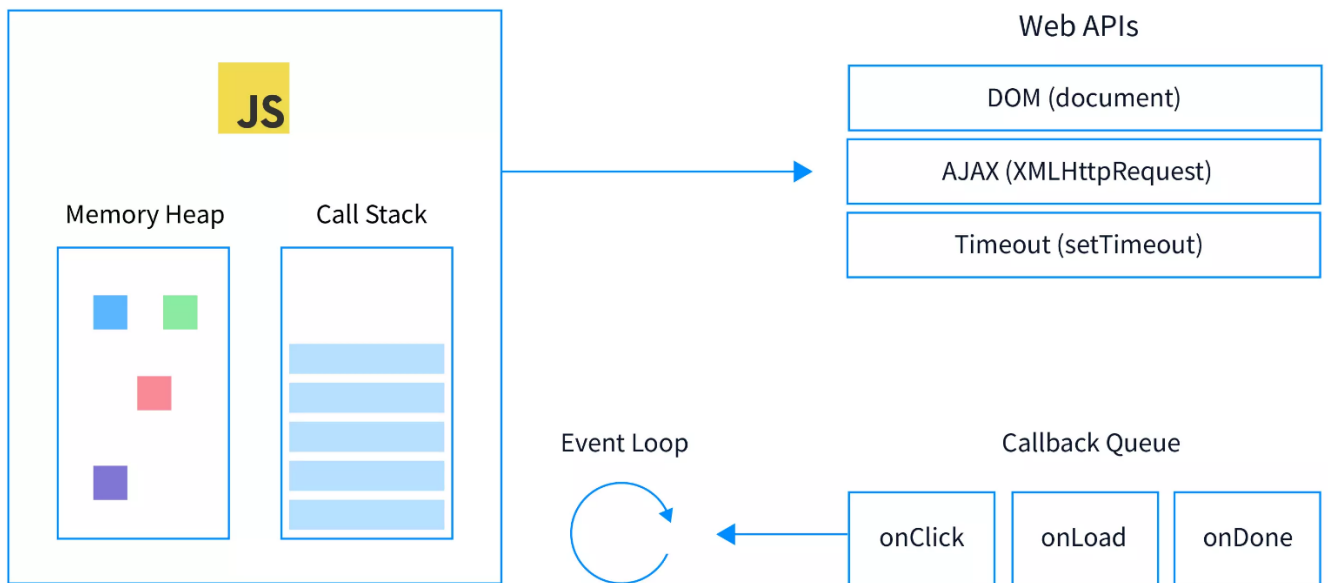 Web APIs
JS
DOM (document)
AJAX (XMLHttpRequest)
Memory Heap
Call Stack
Timeout (setTimeout)
Event Loop
Callback Queue
onClick
onLoad
onDone